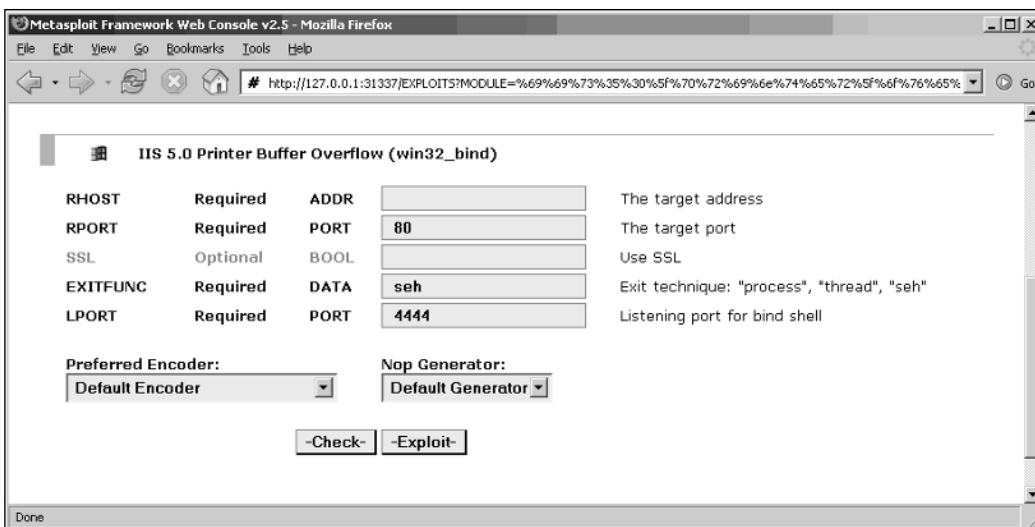 Metasploit Framework Web Console v2.5 - Mozilla Firefox
File Edit View Go Bookmarks Tools Help
http://127.0.0.1:31337/EXPLOITS?MODULE=%69%69%73%35%30%5f%70%72%69%6e%74%65%72%5f%6f%76%65% Go
IIS 5.0 Printer Buffer Overflow (win32_bind)
RHOST Required ADDR The target address
RPORT Required PORT 80 The target port
SSL Optional BOOL Use SSL
EXITFUNC Required DATA seh Exit technique: "process", "thread", "seh"
LPORT Required PORT 4444 Listening port for bind shell
Preferred Encoder: Nop Generator:
Default Encoder Default Generator
-Check- -Exploit-
Done